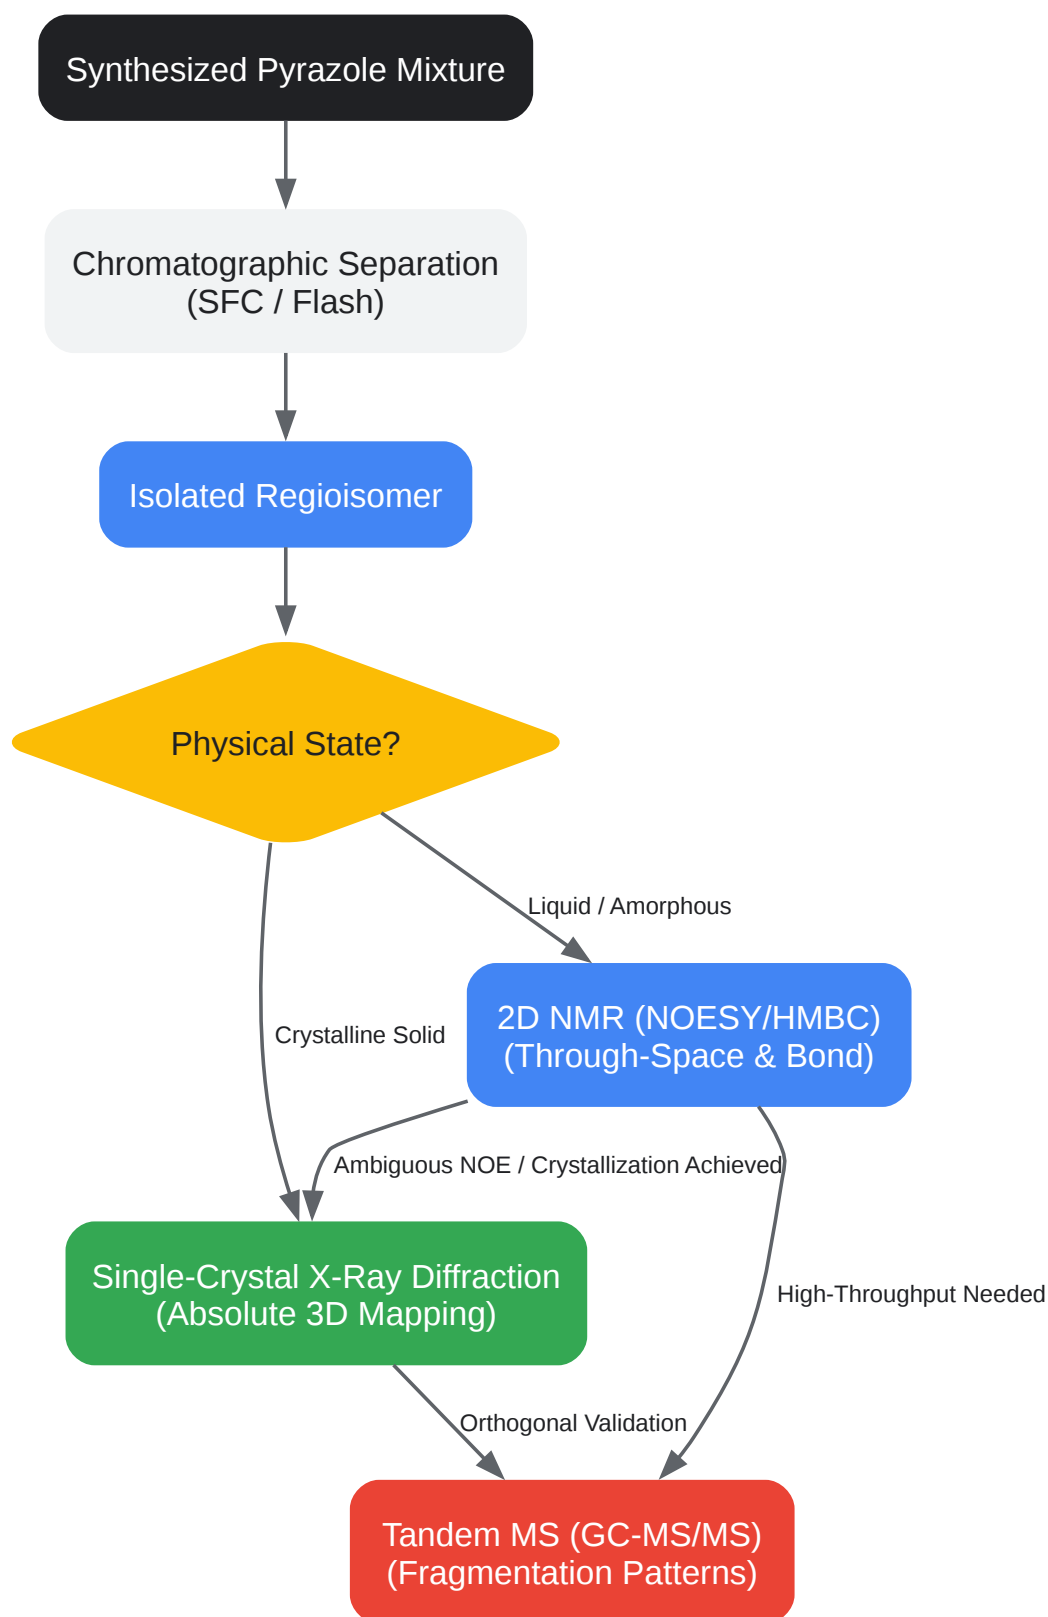 Synthesized Pyrazole Mixture
Chromatographic Separation
(SFC / Flash)
Isolated Regioisomer
Physical State?
Liquid / Amorphous
2D NMR (NOESY/HMBC)
(Through-Space & Bond)
Crystalline Solid
Ambiguous NOE / Crystallization Achieved
Single-Crystal X-Ray Diffraction
(Absolute 3D Mapping)
High-Throughput Needed
Orthogonal Validation
Tandem MS (GC-MS/MS)
(Fragmentation Patterns)